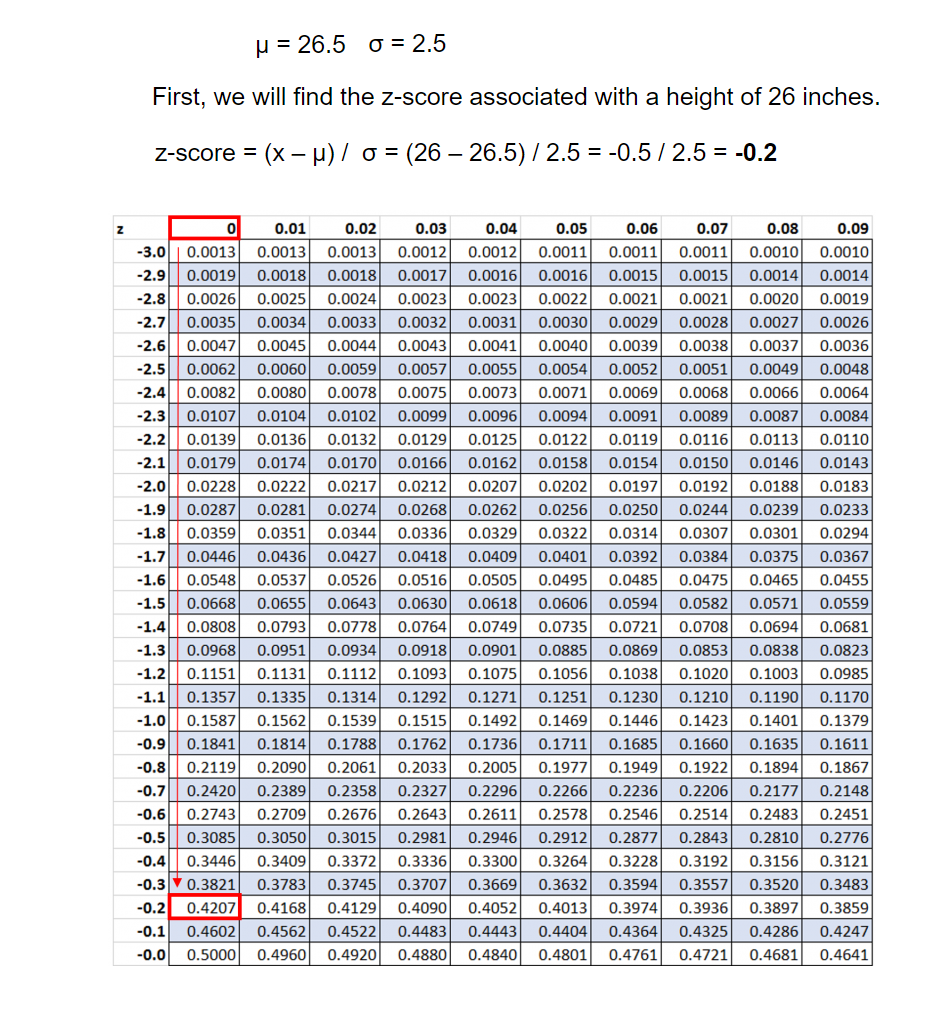 μ = 26.5 σ = 2.5
First, we will find the z-score associated with a height of 26 inches.
z-score = (x – μ) / σ = (26 – 26.5) / 2.5 = -0.5 / 2.5 = -0.2
z 0 0.01 0.02 0.03 0.04 0.05 0.06 0.07 0.08 0.09
-3.0 0.0013 0.0013 0.0013 0.0012 0.0012 0.0011 0.0011 0.0011 0.0010 0.0010
-2.9 0.0019 0.0018 0.0018 0.0017 0.0016 0.0016 0.0015 0.0015 0.0014 0.0014
-2.8 0.0026 0.0025 0.0024 0.0023 0.0023 0.0022 0.0021 0.0021 0.0020 0.0019
-2.7 0.0035 0.0034 0.0033 0.0032 0.0031 0.0030 0.0029 0.0028 0.0027 0.0026
-2.6 0.0047 0.0045 0.0044 0.0043 0.0041 0.0040 0.0039 0.0038 0.0037 0.0036
-2.5 0.0062 0.0060 0.0059 0.0057 0.0055 0.0054 0.0052 0.0051 0.0049 0.0048
-2.4 0.0082 0.0080 0.0078 0.0075 0.0073 0.0071 0.0069 0.0068 0.0066 0.0064
-2.3 0.0107 0.0104 0.0102 0.0099 0.0096 0.0094 0.0091 0.0089 0.0087 0.0084
-2.2 0.0139 0.0136 0.0132 0.0129 0.0125 0.0122 0.0119 0.0116 0.0113 0.0110
-2.1 0.0179 0.0174 0.0170 0.0166 0.0162 0.0158 0.0154 0.0150 0.0146 0.0143
-2.0 0.0228 0.0222 0.0217 0.0212 0.0207 0.0202 0.0197 0.0192 0.0188 0.0183
-1.9 0.0287 0.0281 0.0274 0.0268 0.0262 0.0256 0.0250 0.0244 0.0239 0.0233
-1.8 0.0359 0.0351 0.0344 0.0336 0.0329 0.0322 0.0314 0.0307 0.0301 0.0294
-1.7 0.0446 0.0436 0.0427 0.0418 0.0409 0.0401 0.0392 0.0384 0.0375 0.0367
-1.6 0.0548 0.0537 0.0526 0.0516 0.0505 0.0495 0.0485 0.0475 0.0465 0.0455
-1.5 0.0668 0.0655 0.0643 0.0630 0.0618 0.0606 0.0594 0.0582 0.0571 0.0559
-1.4 0.0808 0.0793 0.0778 0.0764 0.0749 0.0735 0.0721 0.0708 0.0694 0.0681
-1.3 0.0968 0.0951 0.0934 0.0918 0.0901 0.0885 0.0869 0.0853 0.0838 0.0823
-1.2 0.1151 0.1131 0.1112 0.1093 0.1075 0.1056 0.1038 0.1020 0.1003 0.0985
-1.1 0.1357 0.1335 0.1314 0.1292 0.1271 0.1251 0.1230 0.1210 0.1190 0.1170
-1.0 0.1587 0.1562 0.1539 0.1515 0.1492 0.1469 0.1446 0.1423 0.1401 0.1379
-0.9 0.1841 0.1814 0.1788 0.1762 0.1736 0.1711 0.1685 0.1660 0.1635 0.1611
-0.8 0.2119 0.2090 0.2061 0.2033 0.2005 0.1977 0.1949 0.1922 0.1894 0.1867
-0.7 0.2420 0.2389 0.2358 0.2327 0.2296 0.2266 0.2236 0.2206 0.2177 0.2148
-0.6 0.2743 0.2709 0.2676 0.2643 0.2611 0.2578 0.2546 0.2514 0.2483 0.2451
-0.5 0.3085 0.3050 0.3015 0.2981 0.2946 0.2912 0.2877 0.2843 0.2810 0.2776
-0.4 0.3446 0.3409 0.3372 0.3336 0.3300 0.3264 0.3228 0.3192 0.3156 0.3121
-0.3 0.3821 0.3783 0.3745 0.3707 0.3669 0.3632 0.3594 0.3557 0.3520 0.3483
-0.2 0.4207 0.4168 0.4129 0.4090 0.4052 0.4013 0.3974 0.3936 0.3897 0.3859
-0.1 0.4602 0.4562 0.4522 0.4483 0.4443 0.4404 0.4364 0.4325 0.4286 0.4247
-0.0 0.5000 0.4960 0.4920 0.4880 0.4840 0.4801 0.4761 0.4721 0.4681 0.4641